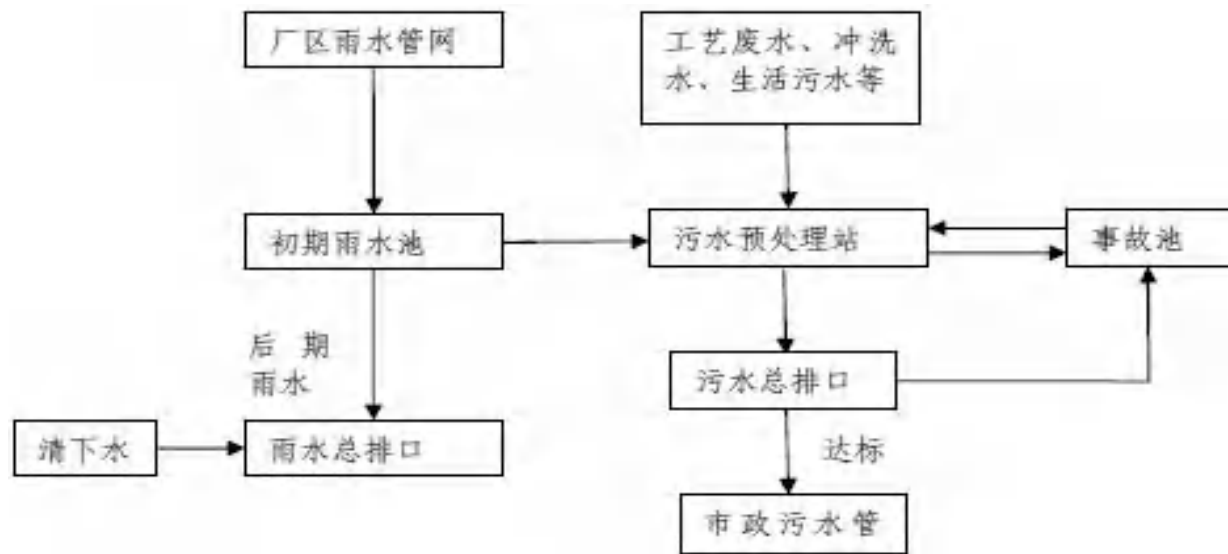 厂区雨水管网
工艺废水、冲洗
水、生活污水等
初期雨水池
污水预处理站
事故池
后期
雨水
污水总排口
清下水
雨水总排口
达标
市政污水管